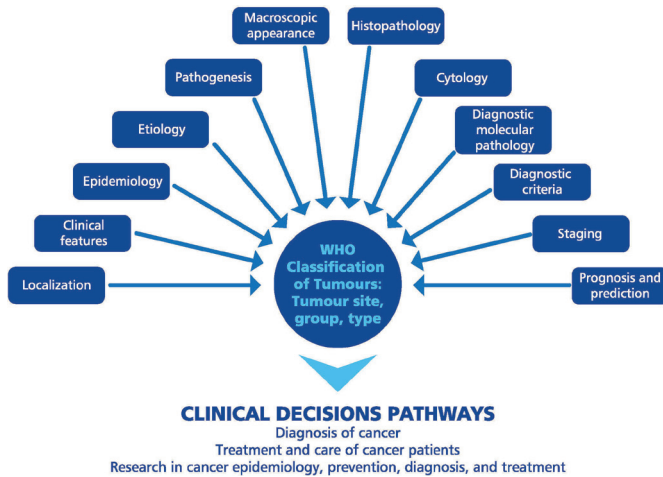 Macroscopic
appearance
Histopathology
Pathogenesis
Cytology
Etiology
Diagnostic
molecular
pathology
Epidemiology
Diagnostic
criteria
Clinical
features
Staging
Localization
Prognosis and
prediction
WHO
Classification
of Tumours:
Tumour site,
group, type
CLINICAL DECISIONS PATHWAYS
Diagnosis of cancer
Treatment and care of cancer patients
Research in cancer epidemiology, prevention, diagnosis, and treatment